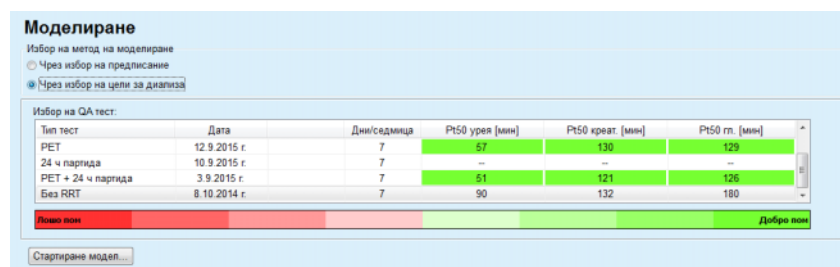 Моделиране
Избор на метод на моделиране
Чрез избор на предписание
Чрез избор на цели за диализа
Избор на QA тест:
Тип тест Дата Дни/седмица Pt50 урея [мин] Pt50 креат. [мин] Pt50 гл. [мин]
PET 12.9.2015 г. 7 57 130 129
24 ч партида 10.9.2015 г. 7 -- -- --
PET + 24 ч партида 3.9.2015 г. 7 51 121 126
Без RRT 8.10.2014 г. 7 90 132 180
Лошо пом Добро пом
Стартиране модел...